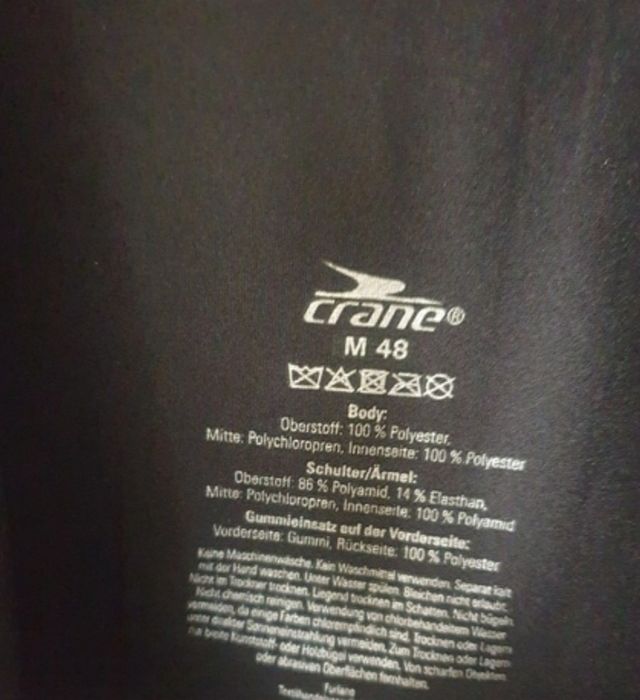 crane®
M 48
Body:
Oberstoff: 100 % Polyester,
Mitte: Polychloropren, Innenseite: 100 % Polyester
Schulter/Ärmel:
Oberstoff: 86 % Polyamid, 14 % Elasthan,
Mitte: Polychloropren, Innenseite: 100 % Polyamid
Gummieinsatz auf der Vorderseite:
Vorderseite: Gummi, Rückseite: 100 % Polyester
Keine Maschinenwäsche. Kein Waschmittel verwenden. Separat kalt
mit der Hand waschen. Unter Wasser spülen. Bleichen nicht erlaubt.
Nicht im Trockner trocknen. Liegend trocknen im Schatten. Nicht bügeln.
Nicht chemisch reinigen. Verwendung von chlorbehandeltem Wasser
vermeiden, da einige Farben chlorempfindlich sind. Trocknen oder Lagern
unter direkter Sonneneinstrahlung vermeiden. Zum Trocknen oder Lagern
nur breite Kunststoff- oder Holzbügel verwenden. Von scharfen Objekten
oder abrasiven Oberflächen fernhalten.